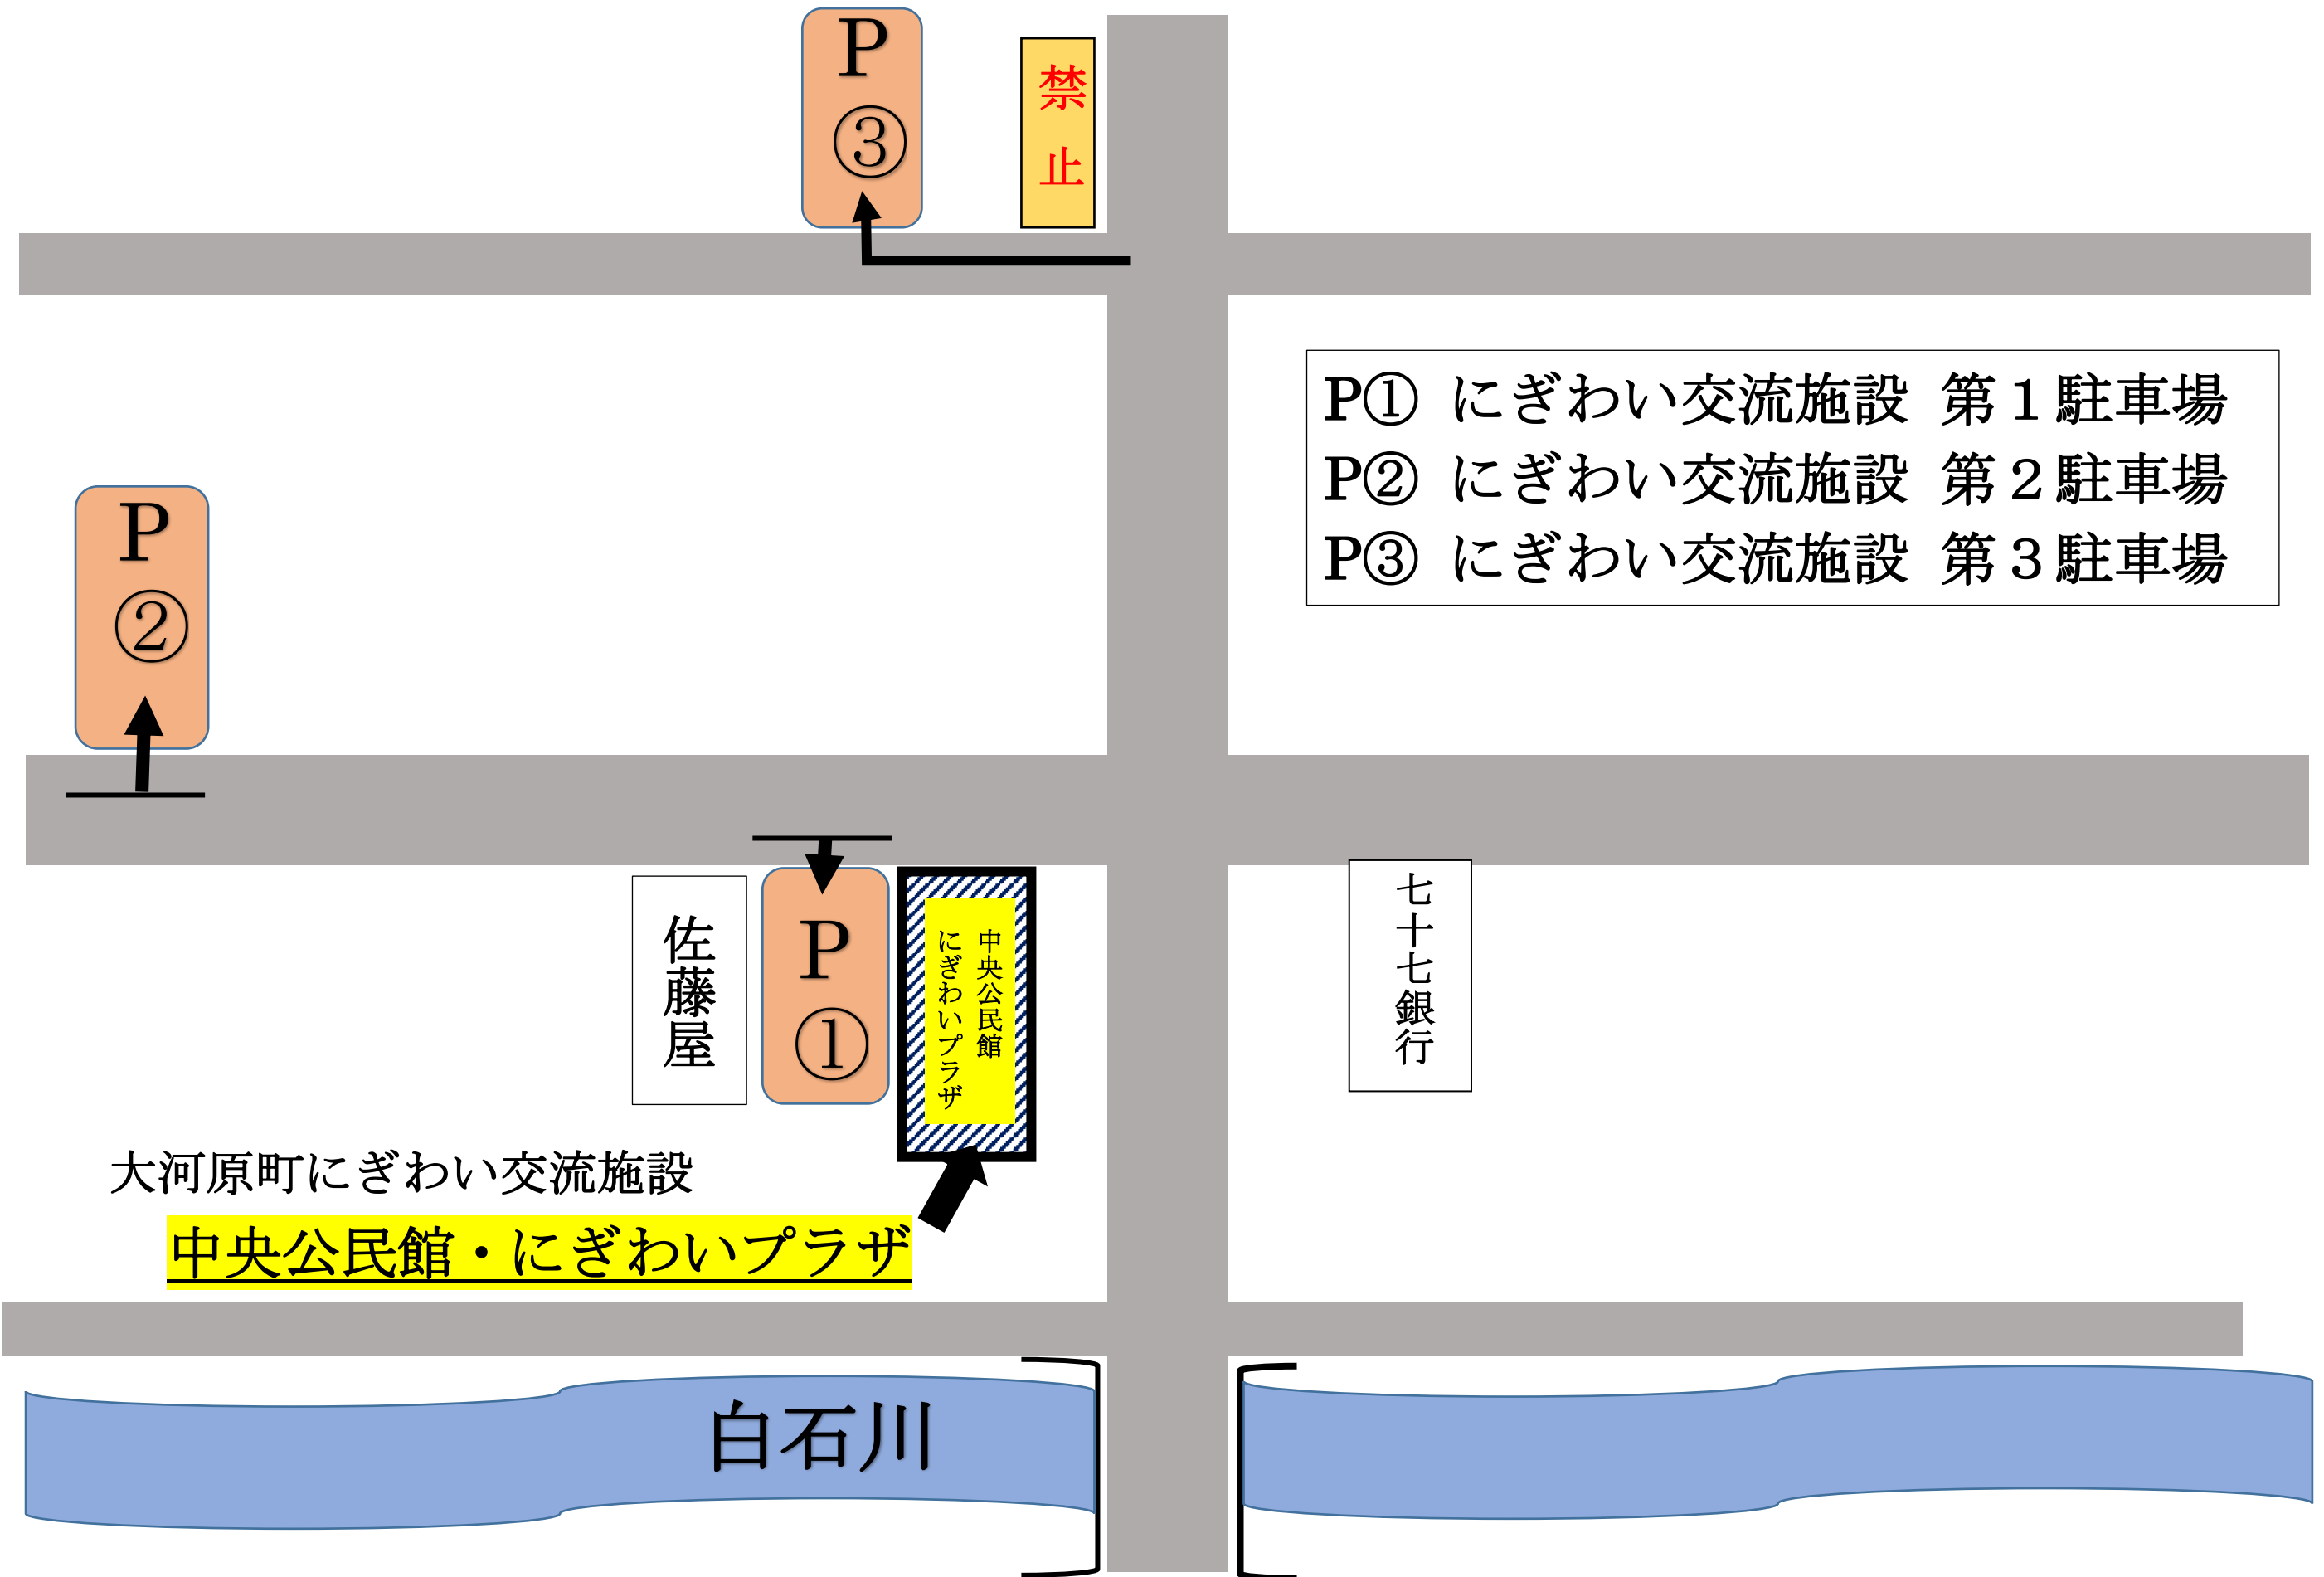 P
③
禁
止
P① にぎわい交流施設 第１駐車場
P② にぎわい交流施設 第２駐車場
P③ にぎわい交流施設 第３駐車場
P
②
佐藤屋
P
①
中央公民館
にぎわいプラザ
七十七銀行
大河原町にぎわい交流施設
中央公民館・にぎわいプラザ
白石川